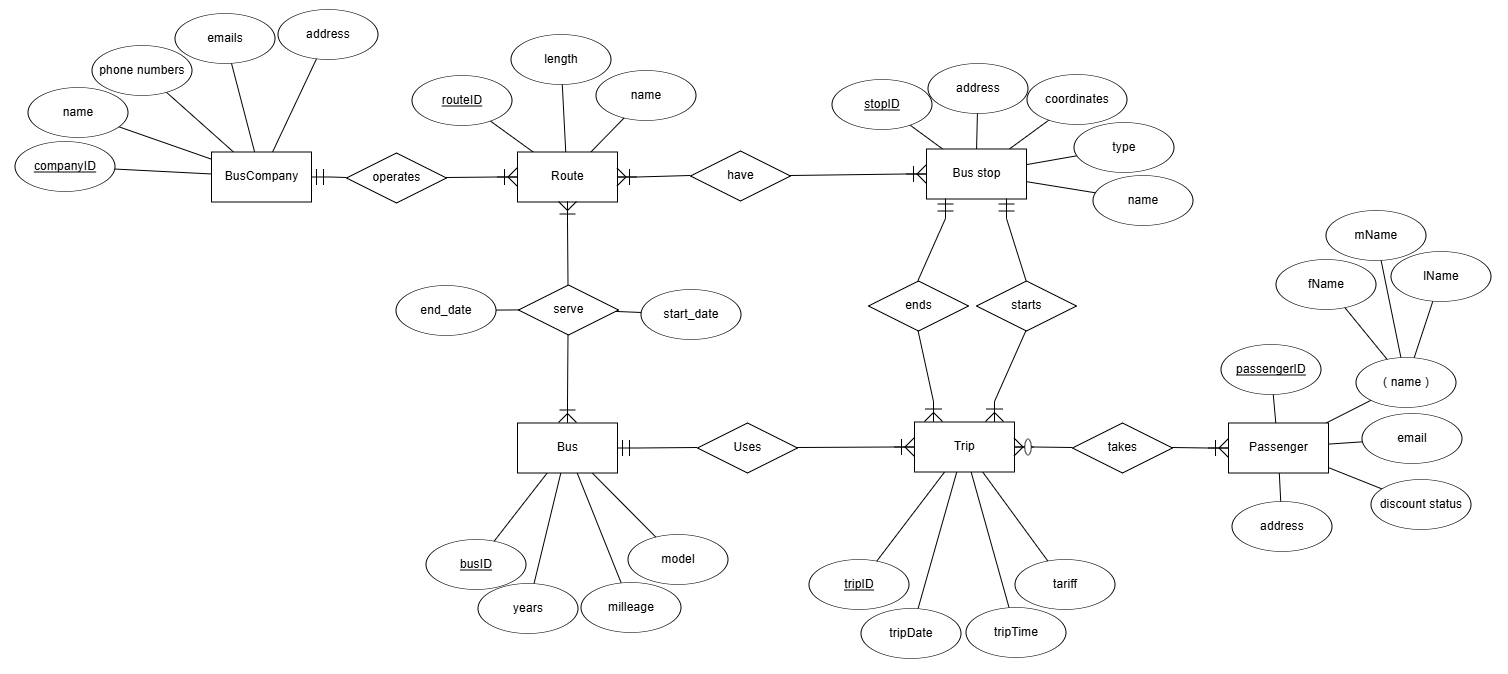 emails
address
phone numbers
name
companyID
BusCompany
operates
length
routeID
name
Route
have
address
stopID
coordinates
type
name
Bus stop
end_date
serve
start_date
ends
starts
mName
fName
lName
passengerID
( name )
email
discount status
address
Passenger
takes
Trip
Uses
Bus
busID
years
milleage
model
tripID
tripDate
tripTime
tariff